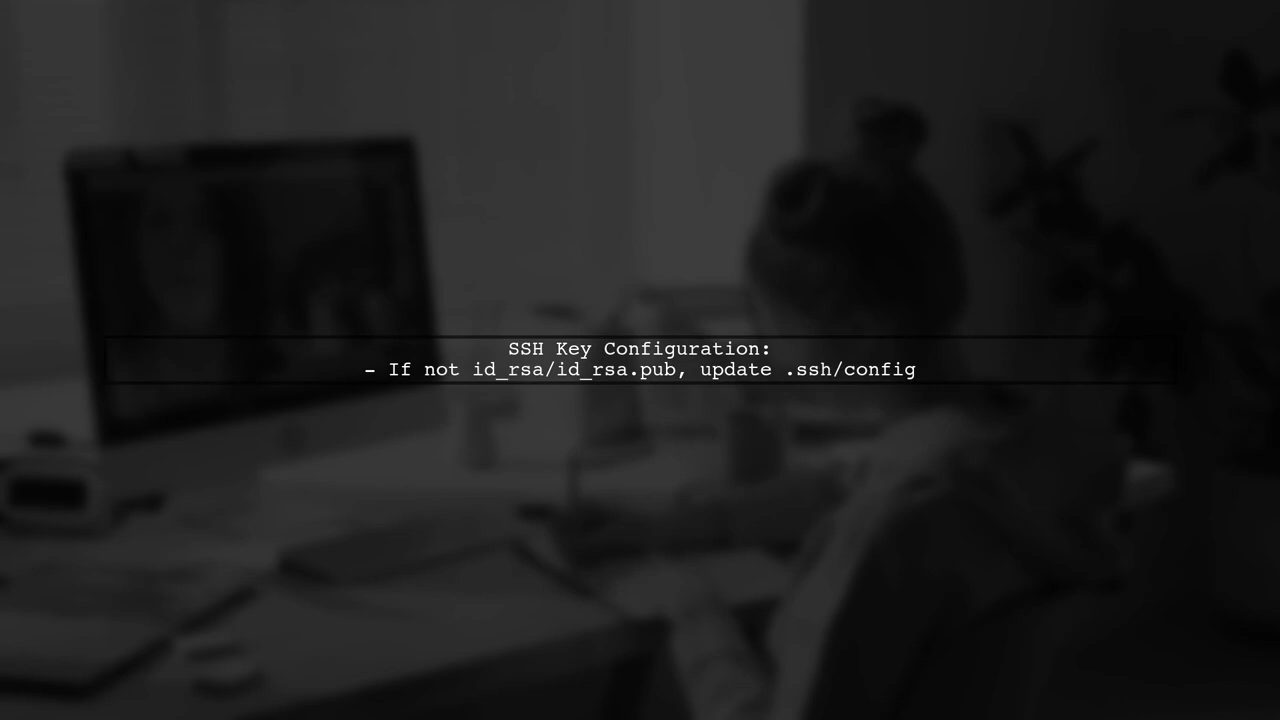 SSH Key Configuration:
- If not id_rsa/id_rsa.pub, update .ssh/config